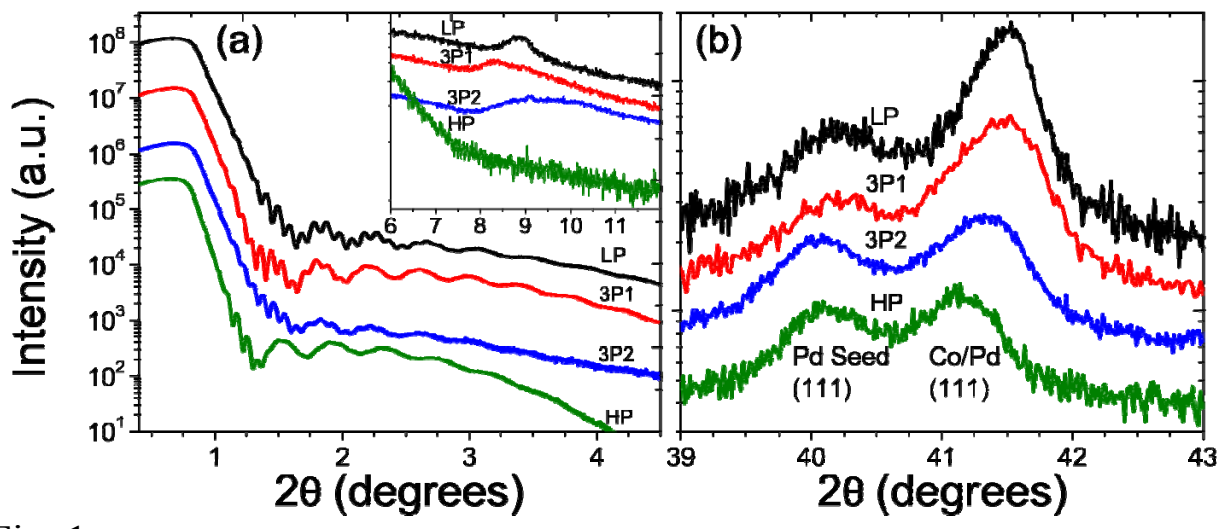 (a)
(b)
Intensity (a.u.)
10^8
10^7
10^6
10^5
10^4
10^3
10^2
10^1
LP
3P1
3P2
HP
6 7 8 9 10 11
LP
3P1
3P2
HP
1 2 3 4
2θ (degrees)
LP
3P1
3P2
HP
Pd Seed
(111)
Co/Pd
(111)
39 40 41 42 43
2θ (degrees)